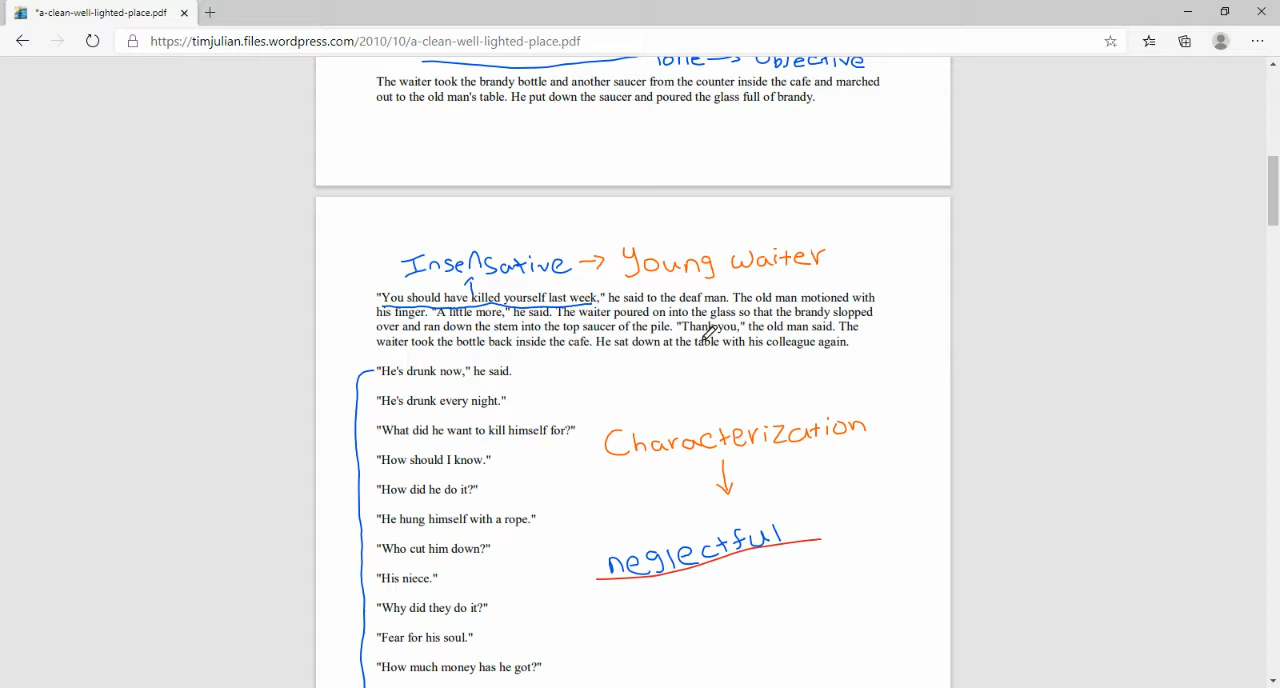 *a-clean-well-lighted-place.pdf
https://timjulian.files.wordpress.com/2010/10/a-clean-well-lighted-place.pdf
Tone → Objective
The waiter took the brandy bottle and another saucer from the counter inside the cafe and marched
out to the old man's table. He put down the saucer and poured the glass full of brandy.
Insensative → Young waiter
"You should have killed yourself last week," he said to the deaf man. The old man motioned with
his finger. "A little more," he said. The waiter poured on into the glass so that the brandy slopped
over and ran down the stem into the top saucer of the pile. "Thank you," the old man said. The
waiter took the bottle back inside the cafe. He sat down at the table with his colleague again.
"He's drunk now," he said.
"He's drunk every night."
"What did he want to kill himself for?"
Characterization
"How should I know."
"How did he do it?"
"He hung himself with a rope."
"Who cut him down?"
neglectful
"His niece."
"Why did they do it?"
"Fear for his soul."
"How much money has he got?"